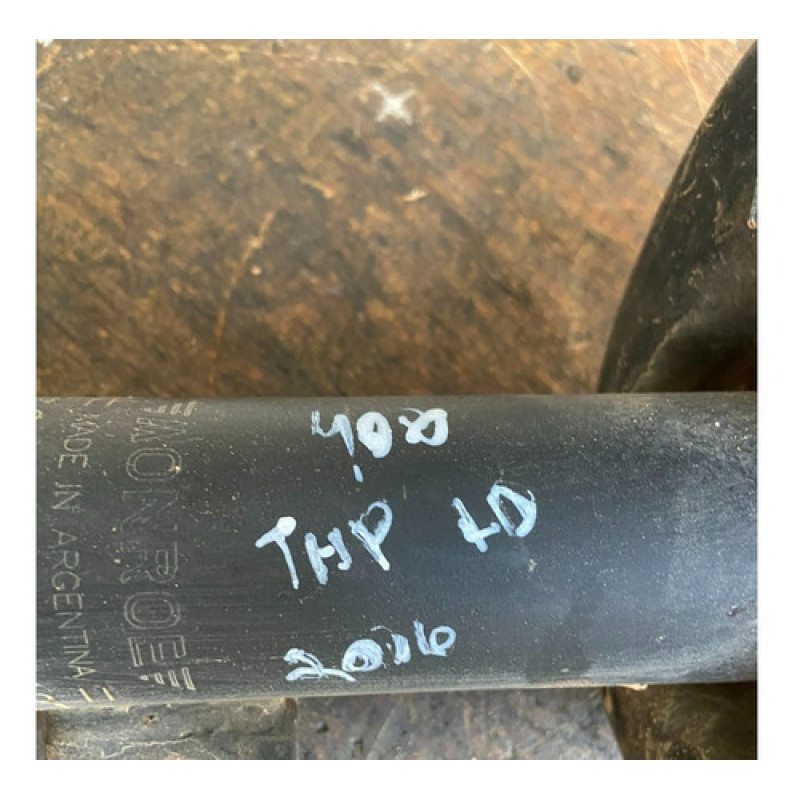 MONROE
MADE IN ARGENTINA
408
THP LD
2016